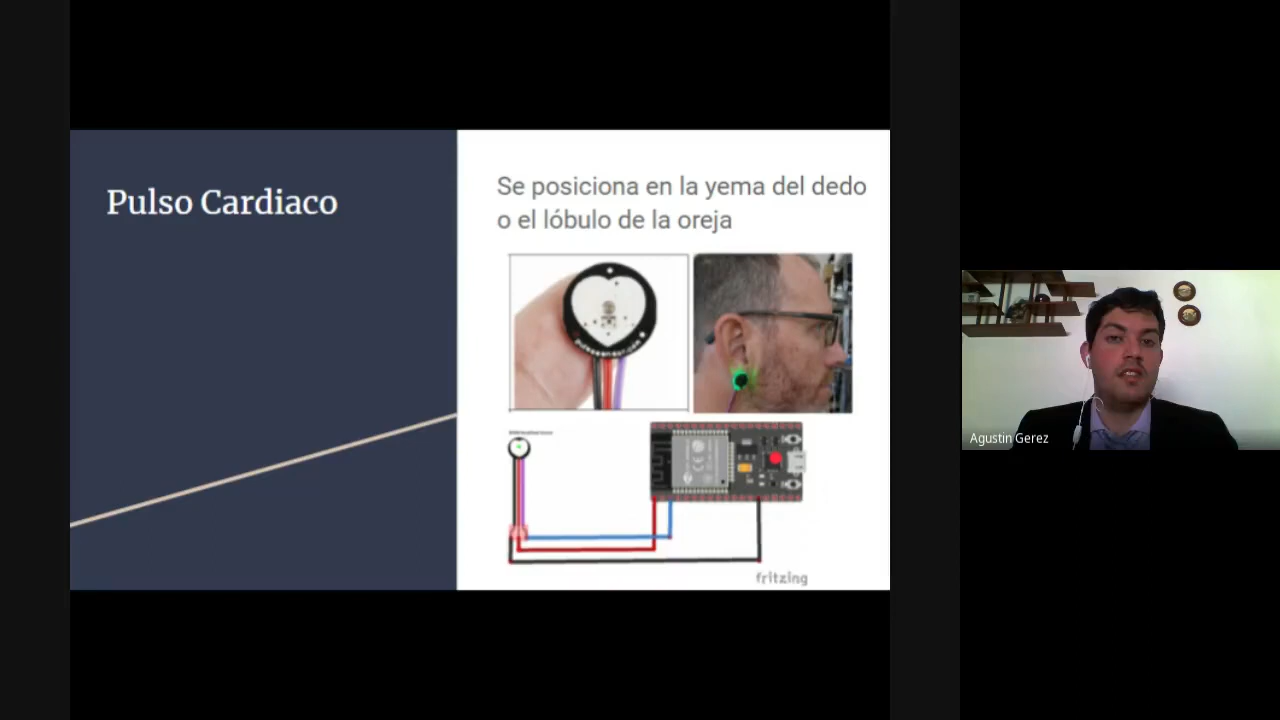 Pulso Cardiaco
Se posiciona en la yema del dedo
o el lóbulo de la oreja
fritzing
Agustin Gerez